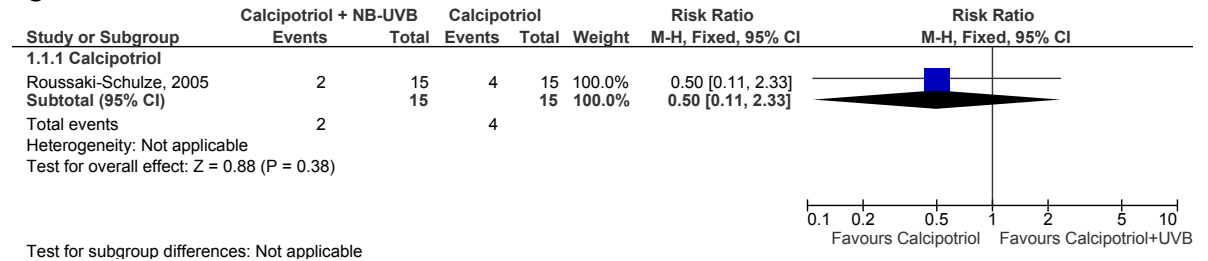 Calcipotriol + NB-UVB Calcipotriol Risk Ratio Risk Ratio
Study or Subgroup Events Total Events Total Weight M-H, Fixed, 95% CI M-H, Fixed, 95% CI
1.1.1 Calcipotriol
Roussaki-Schulze, 2005 2 15 4 15 100.0% 0.50 [0.11, 2.33]
Subtotal (95% CI) 15 15 100.0% 0.50 [0.11, 2.33]
Total events 2 4
Heterogeneity: Not applicable
Test for overall effect: Z = 0.88 (P = 0.38)
0.1 0.2 0.5 1 2 5 10
Favours Calcipotriol Favours Calcipotriol+UVB
Test for subgroup differences: Not applicable